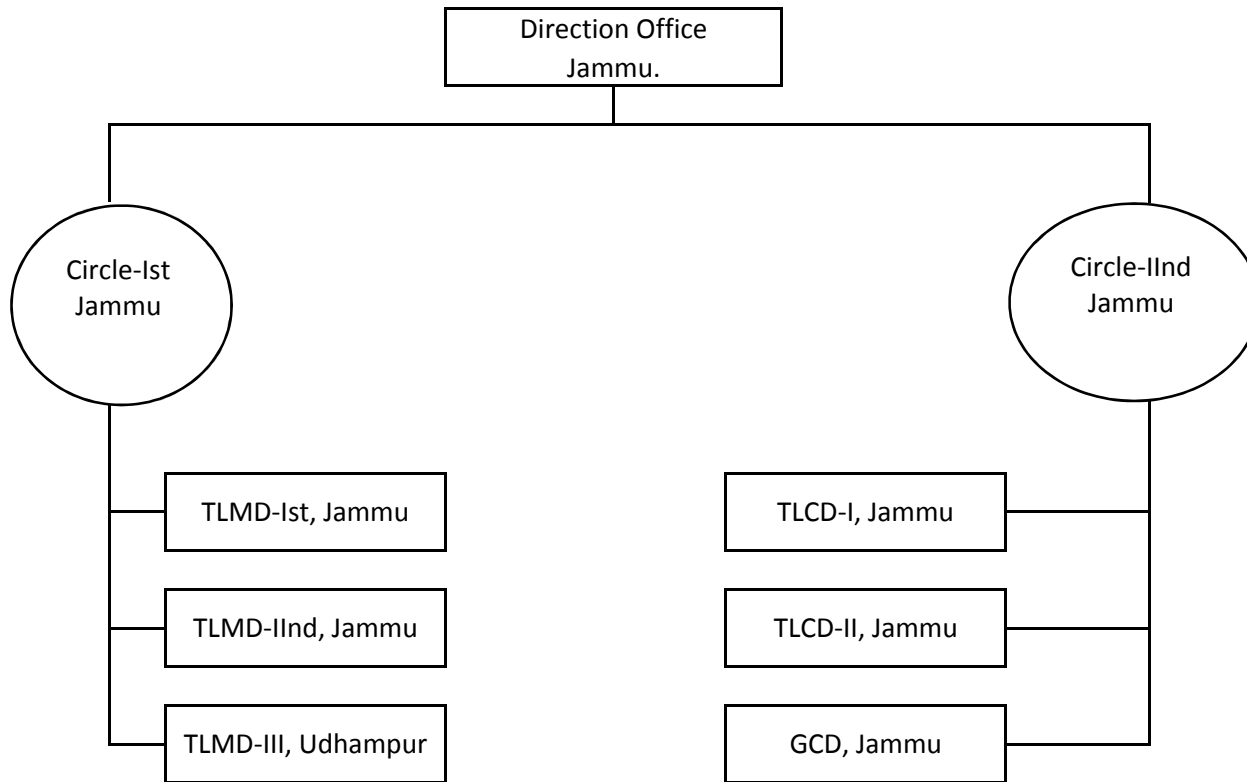 Direction Office
Jammu.
Circle-Ist
Jammu
Circle-IInd
Jammu
TLMD-Ist, Jammu
TLCD-I, Jammu
TLMD-IInd, Jammu
TLCD-II, Jammu
TLMD-III, Udhampur
GCD, Jammu